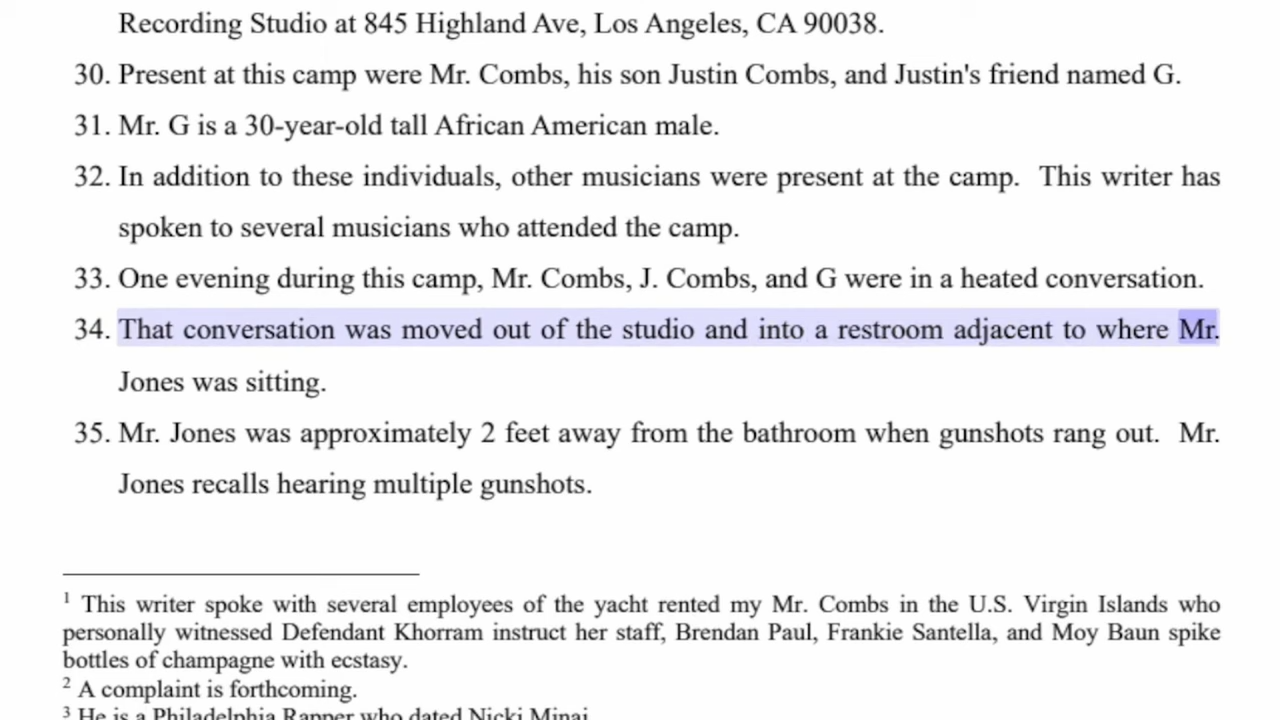 Recording Studio at 845 Highland Ave, Los Angeles, CA 90038.
30. Present at this camp were Mr. Combs, his son Justin Combs, and Justin's friend named G.
31. Mr. G is a 30-year-old tall African American male.
32. In addition to these individuals, other musicians were present at the camp. This writer has
spoken to several musicians who attended the camp.
33. One evening during this camp, Mr. Combs, J. Combs, and G were in a heated conversation.
34. That conversation was moved out of the studio and into a restroom adjacent to where Mr.
Jones was sitting.
35. Mr. Jones was approximately 2 feet away from the bathroom when gunshots rang out. Mr.
Jones recalls hearing multiple gunshots.
1 This writer spoke with several employees of the yacht rented my Mr. Combs in the U.S. Virgin Islands who
personally witnessed Defendant Khorram instruct her staff, Brendan Paul, Frankie Santella, and Moy Baun spike
bottles of champagne with ecstasy.
2 A complaint is forthcoming.
3 He is a Philadelphia Rapper who dated Nicki Minaj